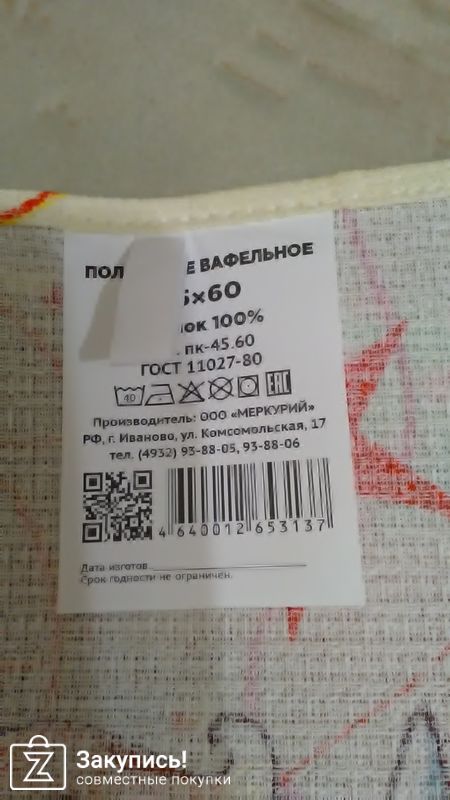 ПОЛ Е ВАФЕЛЬНОЕ
5×60
ок 100%
пк-45.60
ГОСТ 11027-80
40
EAC
Производитель: ООО «МЕРКУРИЙ»
РФ, г. Иваново, ул. Комсомольская, 17
тел. (4932) 93-88-05, 93-88-06
4 640012 653137
Дата изготов.
Срок годности не ограничен.
Закупись!
совместные покупки